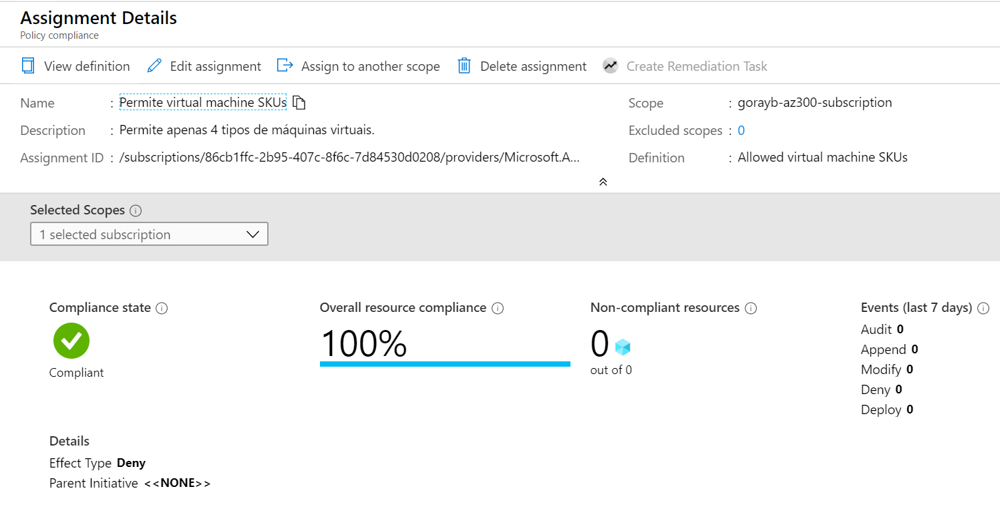 Assignment Details
Policy compliance
View definition Edit assignment Assign to another scope Delete assignment Create Remediation Task
Name : Permite virtual machine SKUs
Description : Permite apenas 4 tipos de máquinas virtuais.
Assignment ID : /subscriptions/86cb1ffc-2b95-407c-8f6c-7d84530d0208/providers/Microsoft.A...
Scope : gorayb-az300-subscription
Excluded scopes : 0
Definition : Allowed virtual machine SKUs
Selected Scopes
1 selected subscription
Compliance state
Compliant
Overall resource compliance
100%
Non-compliant resources
0
out of 0
Events (last 7 days)
Audit 0
Append 0
Modify 0
Deny 0
Deploy 0
Details
Effect Type Deny
Parent Initiative <<NONE>>